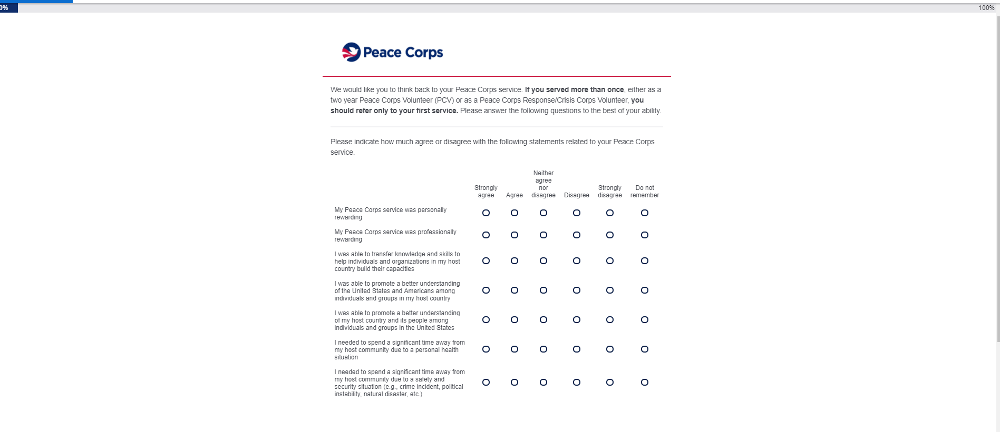 0%
100%
Peace Corps
We would like you to think back to your Peace Corps service. If you served more than once, either as a
two year Peace Corps Volunteer (PCV) or as a Peace Corps Response/Crisis Corps Volunteer, you
should refer only to your first service. Please answer the following questions to the best of your ability.
Please indicate how much agree or disagree with the following statements related to your Peace Corps
service.
Strongly
agree
Agree
Neither
agree
nor
disagree
Disagree
Strongly
disagree
Do not
remember
My Peace Corps service was personally
rewarding
My Peace Corps service was professionally
rewarding
I was able to transfer knowledge and skills to
help individuals and organizations in my host
country build their capacities
I was able to promote a better understanding
of the United States and Americans among
individuals and groups in my host country
I was able to promote a better understanding
of my host country and its people among
individuals and groups in the United States
I needed to spend a significant time away from
my host community due to a personal health
situation
I needed to spend a significant time away from
my host community due to a safety and
security situation (e.g., crime incident, political
instability, natural disaster, etc.)